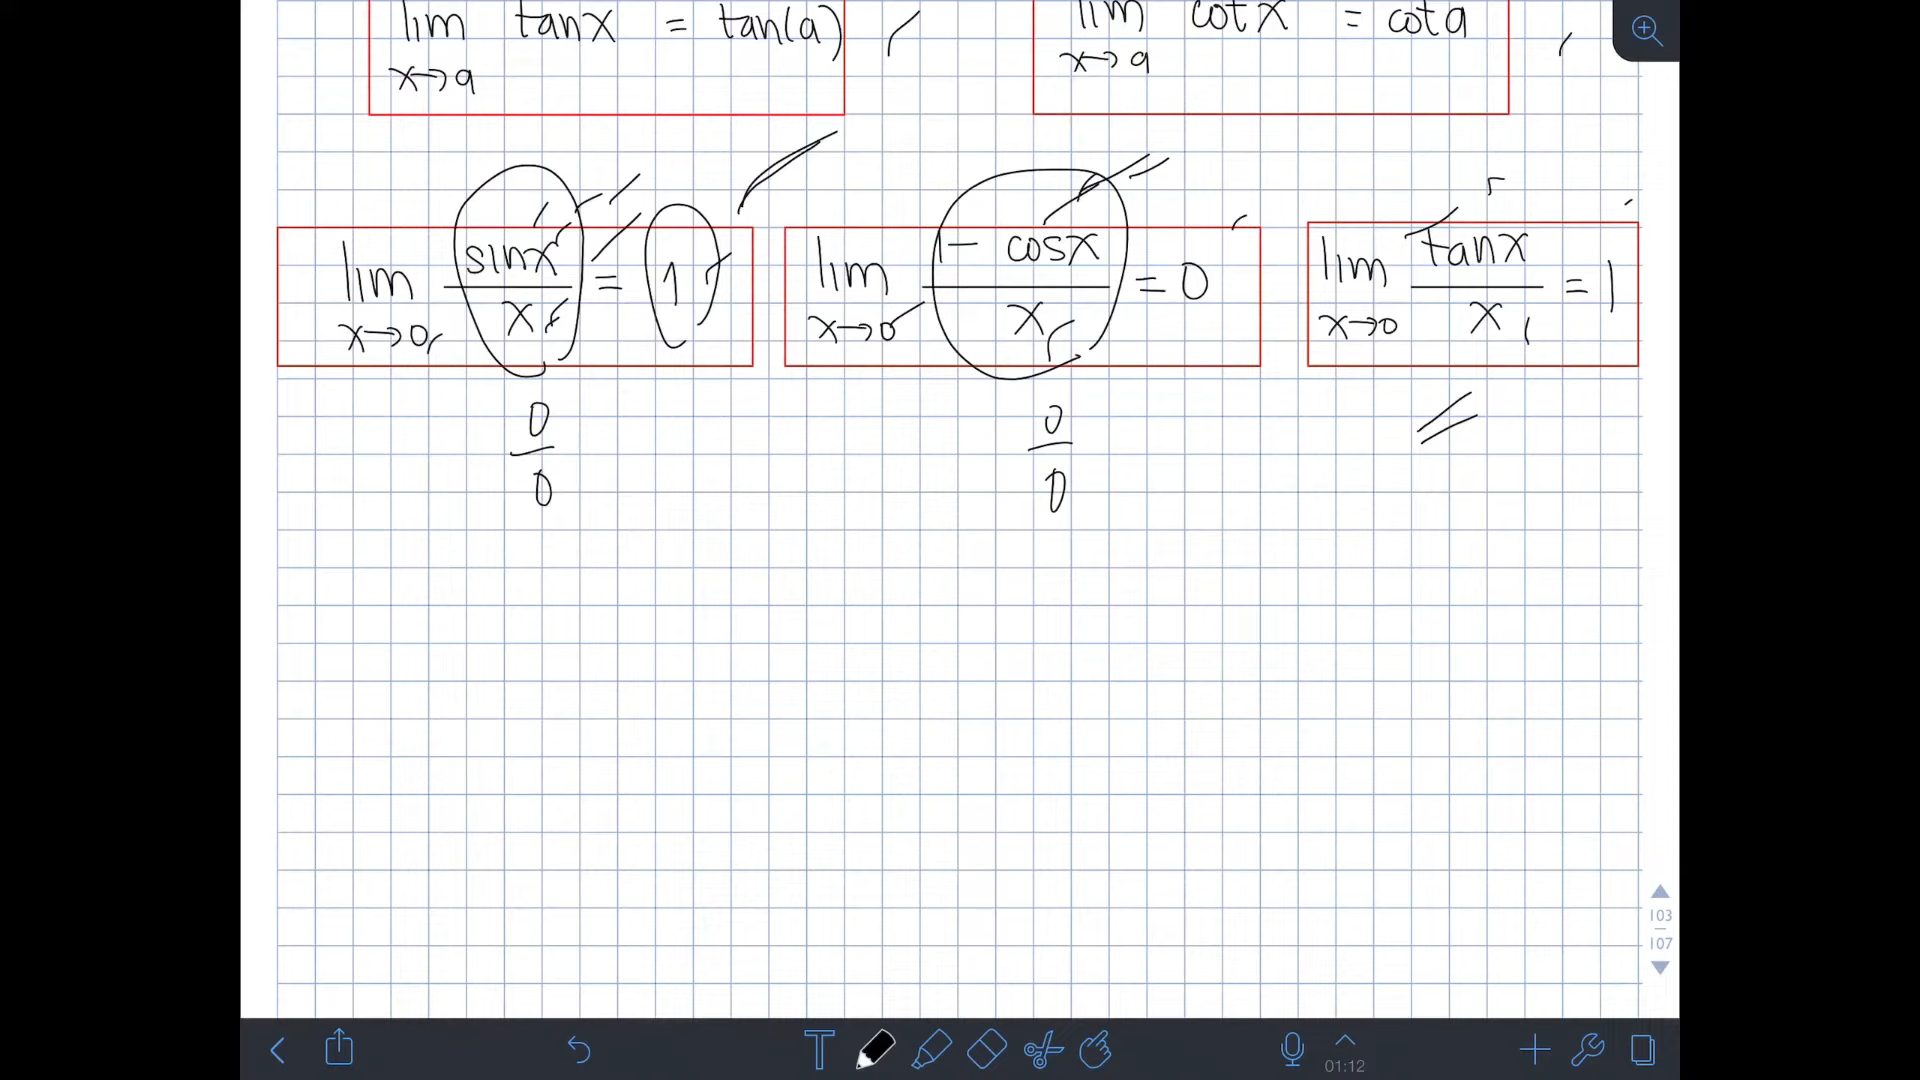 lim x→a tanx = tan(a)
lim x→a cotx = cota
lim x→0 sinx/x = 1
lim x→0 1-cosx/x = 0
lim x→0 tanx/x = 1
0/0
0/0
103
107
T
01:12